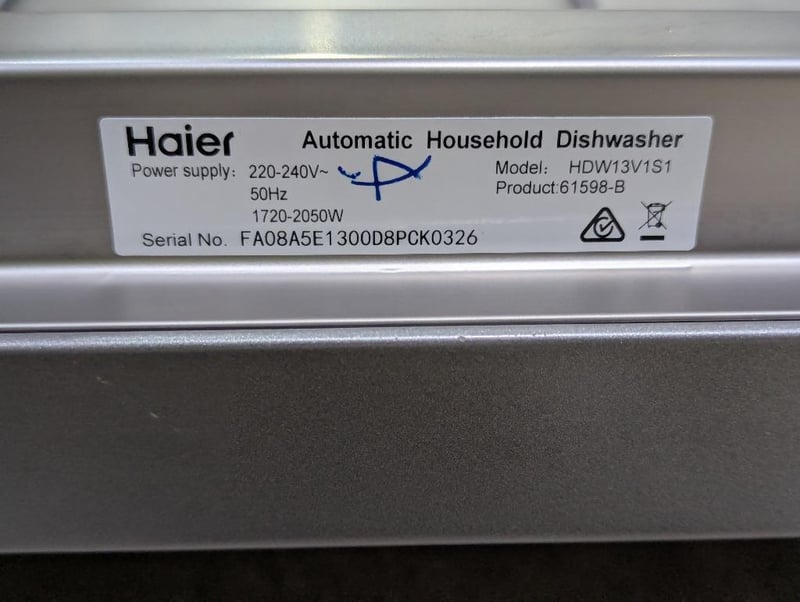 Haier Automatic Household Dishwasher
Power supply: 220-240V~ Model: HDW13V1S1
50Hz Product:61598-B
1720-2050W
Serial No. FA08A5E1300D8PCK0326